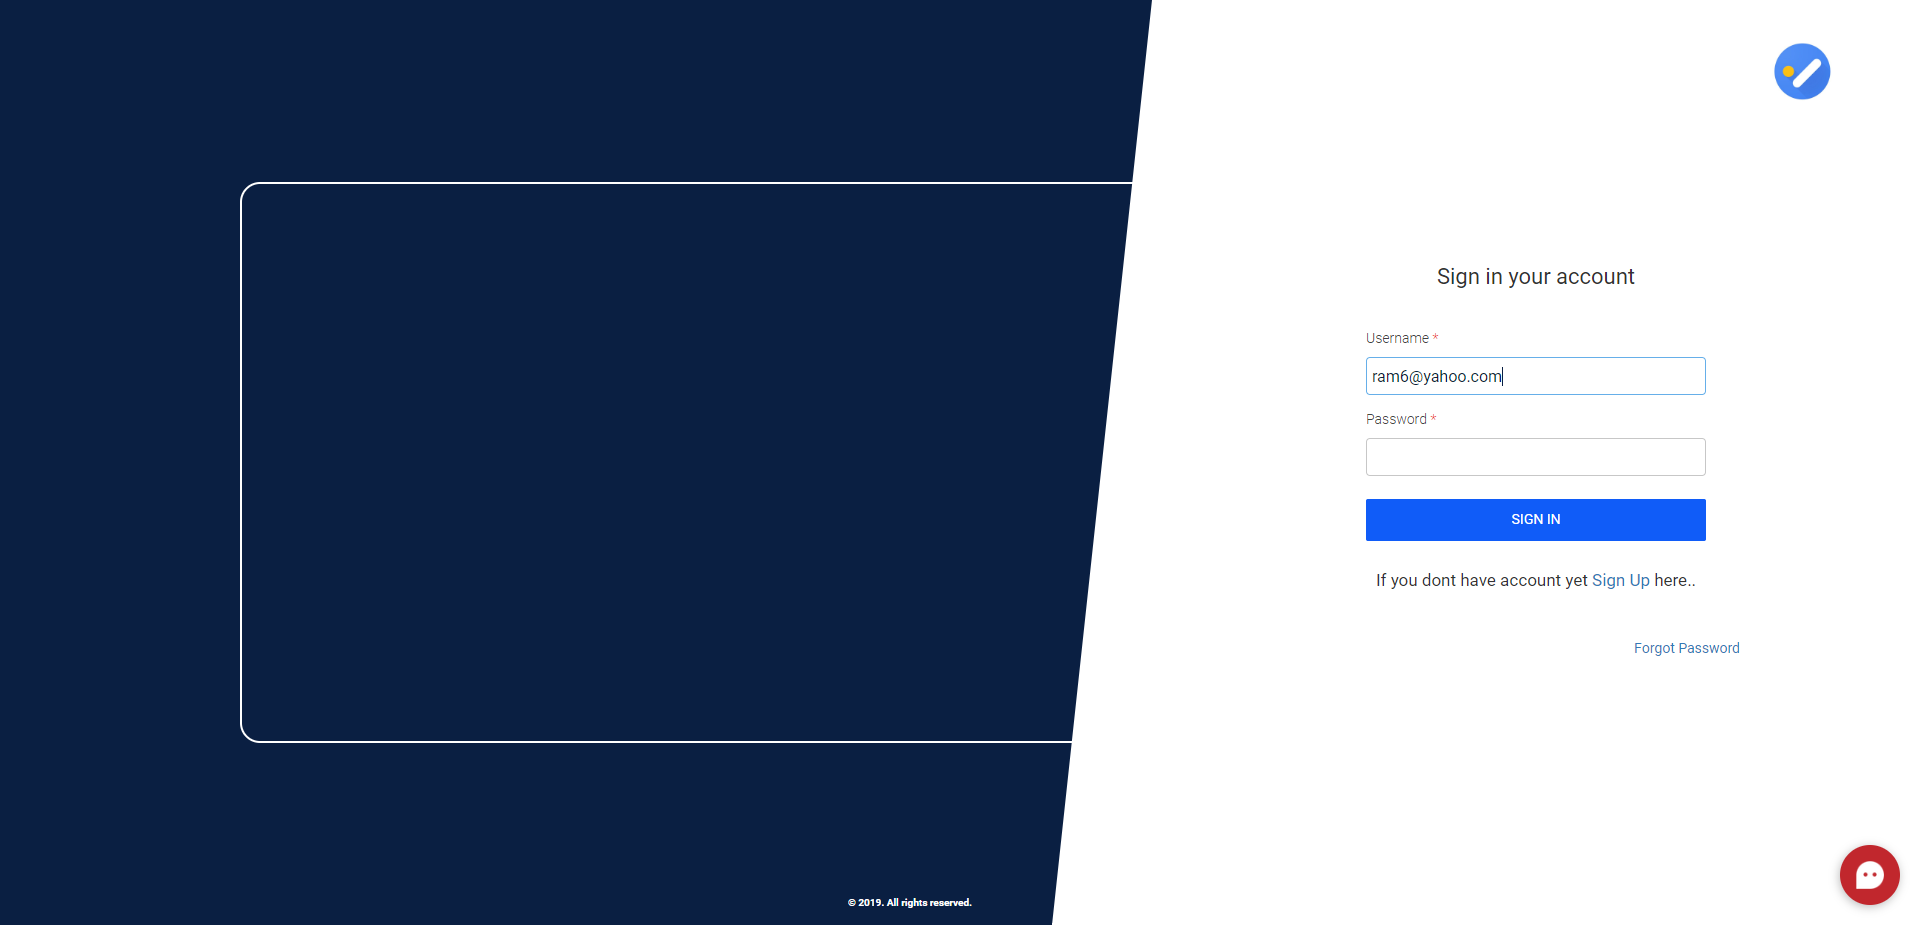 Sign in your account
Username *
ram6@yahoo.com
Password *
SIGN IN
If you dont have account yet Sign Up here..
Forgot Password
© 2019. All rights reserved.